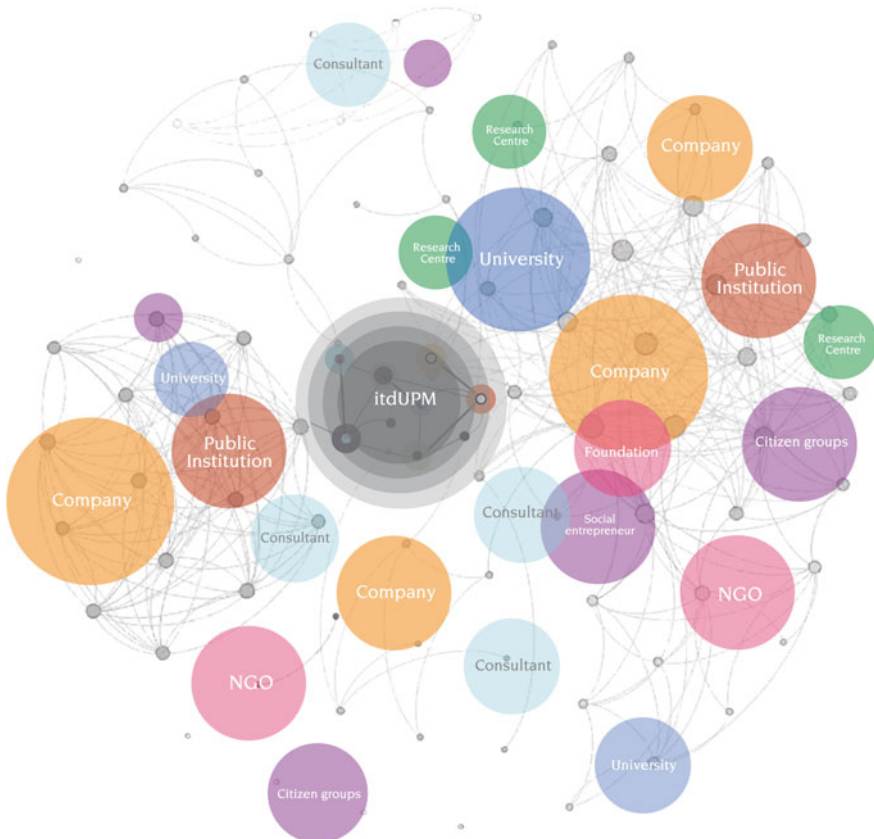 Consultant
Research
Centre
Company
Research
Centre
University
Public
Institution
Research
Centre
University
Company
itdUPM
Public
Institution
Foundation
Citizen groups
Company
Consultant
Social
entrepreneur
Consultant
Company
NGO
Consultant
NGO
University
Citizen groups